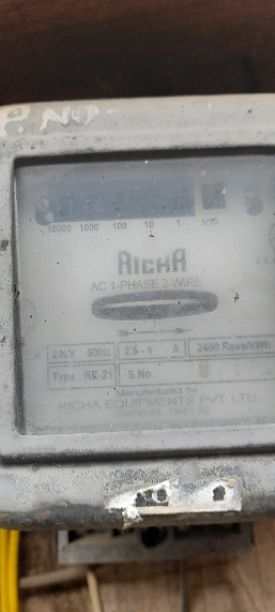 10000 1000 100 10 1 1/10
RICHA
AC 1-PHASE 2-WIRE
240V 50Hz 2.5 - 5 A 2400 Revs/kWh
Type : RE-21 S.No.
Manufactured by
RICHA EQUIPMENTS PVT. LTD.